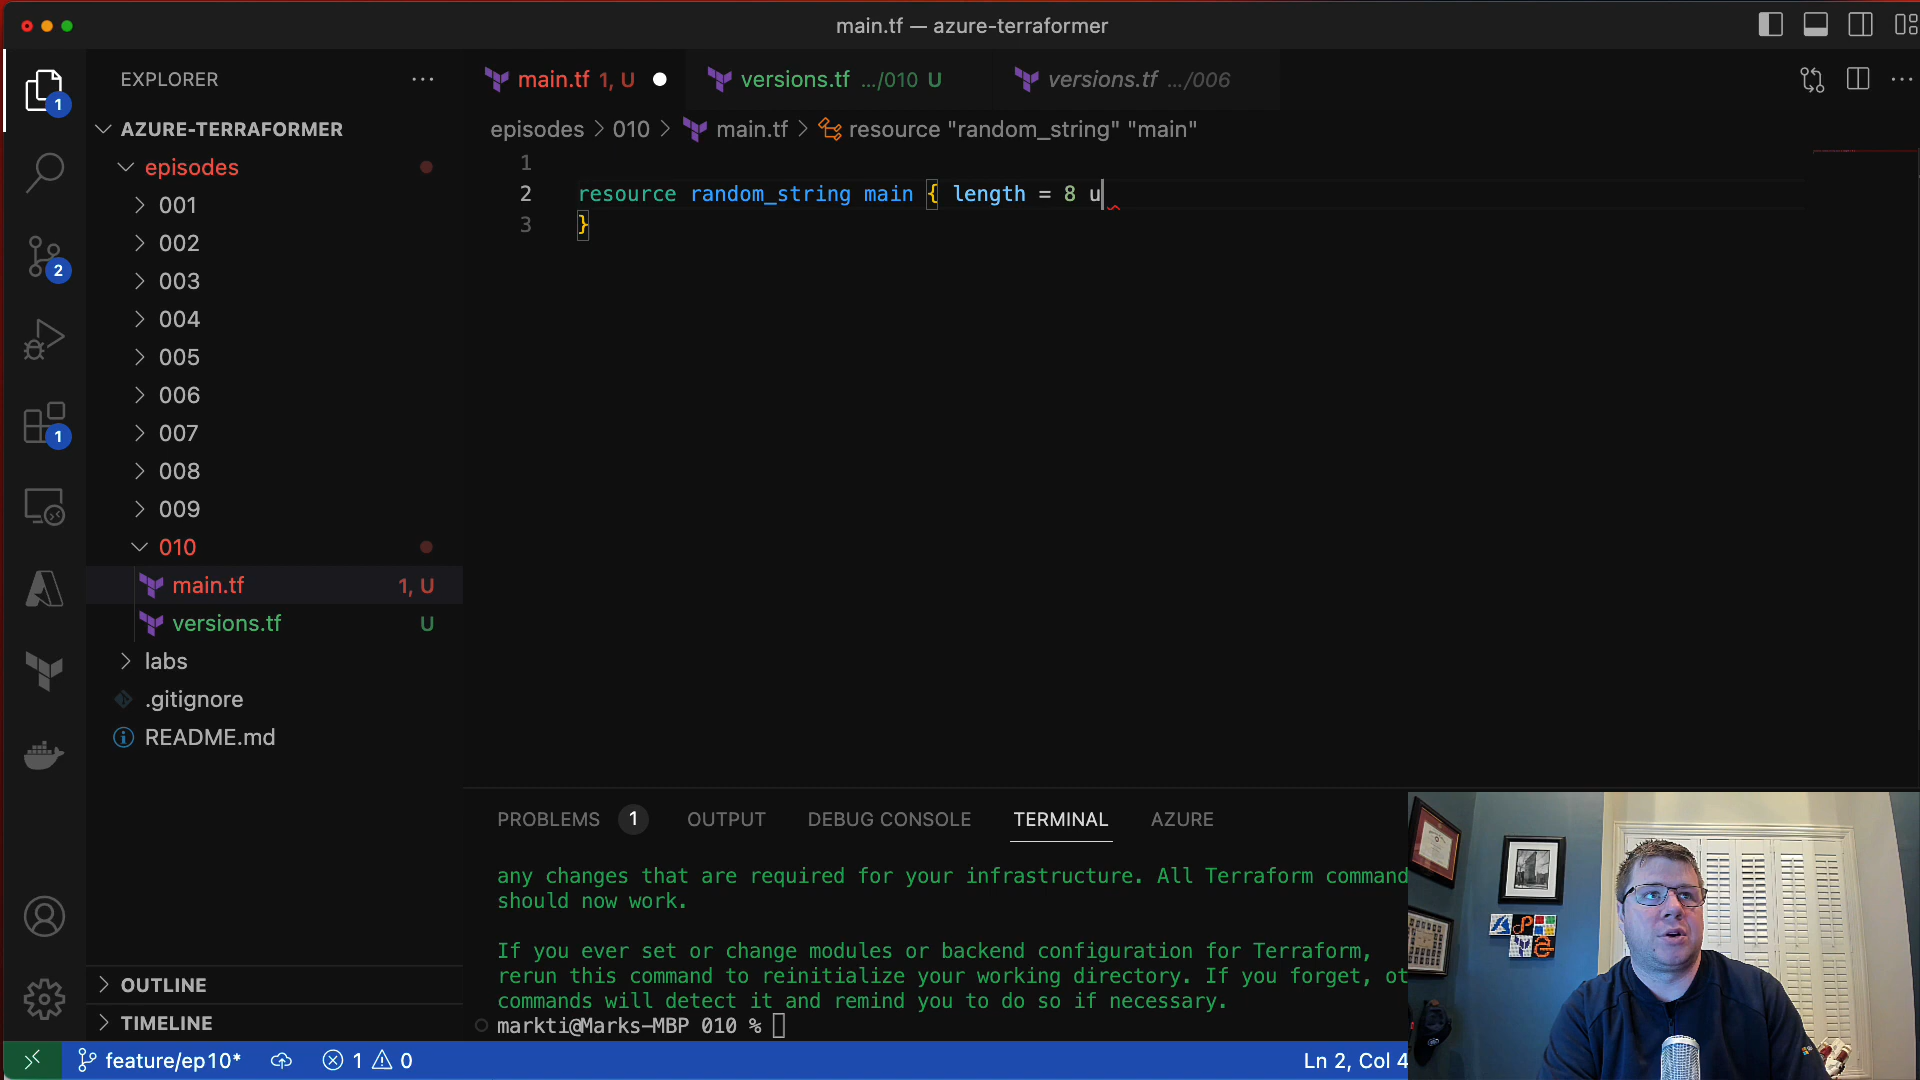 main.tf — azure-terraformer
EXPLORER
main.tf 1, U
versions.tf .../010 U
versions.tf .../006
AZURE-TERRAFORMER
episodes > 010 > main.tf > resource "random_string" "main"
episodes
001
002
003
004
005
006
007
008
009
010
main.tf 1, U
versions.tf U
labs
.gitignore
README.md
OUTLINE
TIMELINE
1
2 resource random_string main { length = 8 u
3 }
1
2
1
PROBLEMS 1 OUTPUT DEBUG CONSOLE TERMINAL AZURE
any changes that are required for your infrastructure. All Terraform command
should now work.
If you ever set or change modules or backend configuration for Terraform,
rerun this command to reinitialize your working directory. If you forget, ot
commands will detect it and remind you to do so if necessary.
markti@Marks-MBP 010 %
feature/ep10* 1 0 Ln 2, Col 4